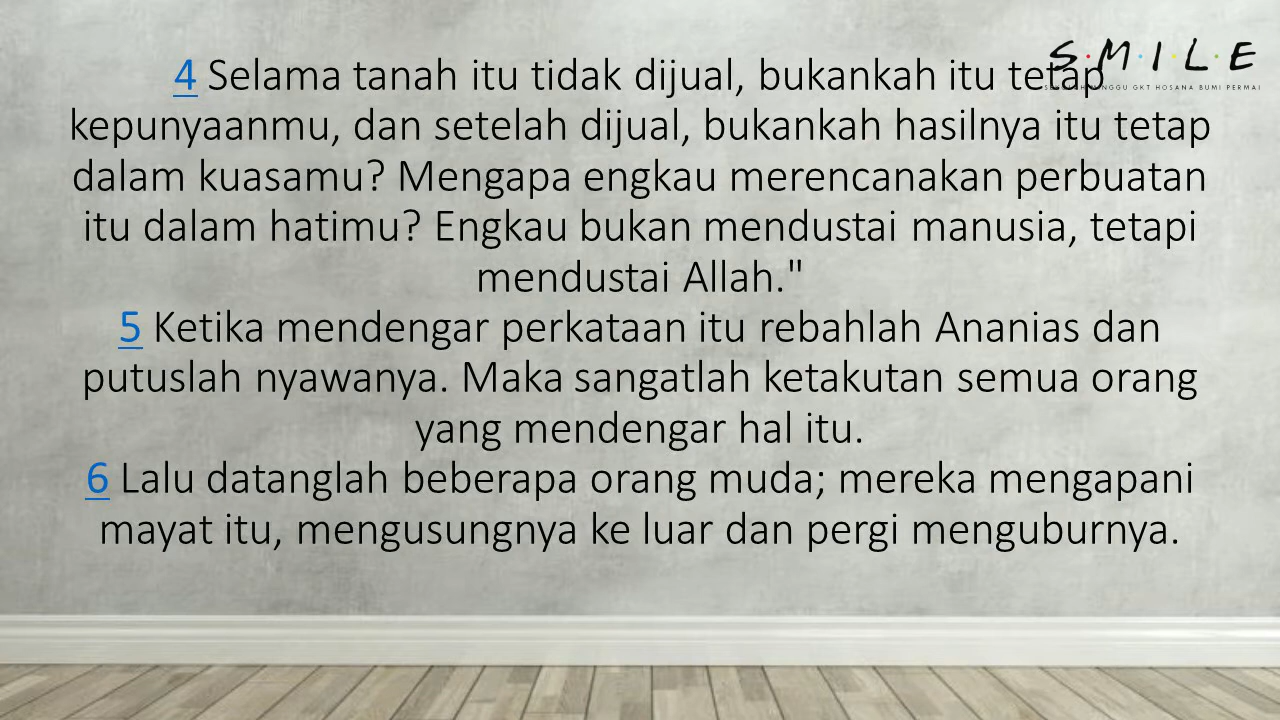 S·M·I·L·E
4 Selama tanah itu tidak dijual, bukankah itu tetap
MINGGU GKT HOSANA BUMI PERMAI
kepunyaanmu, dan setelah dijual, bukankah hasilnya itu tetap
dalam kuasamu? Mengapa engkau merencanakan perbuatan
itu dalam hatimu? Engkau bukan mendustai manusia, tetapi
mendustai Allah."
5 Ketika mendengar perkataan itu rebahlah Ananias dan
putuslah nyawanya. Maka sangatlah ketakutan semua orang
yang mendengar hal itu.
6 Lalu datanglah beberapa orang muda; mereka mengapani
mayat itu, mengusungnya ke luar dan pergi menguburnya.